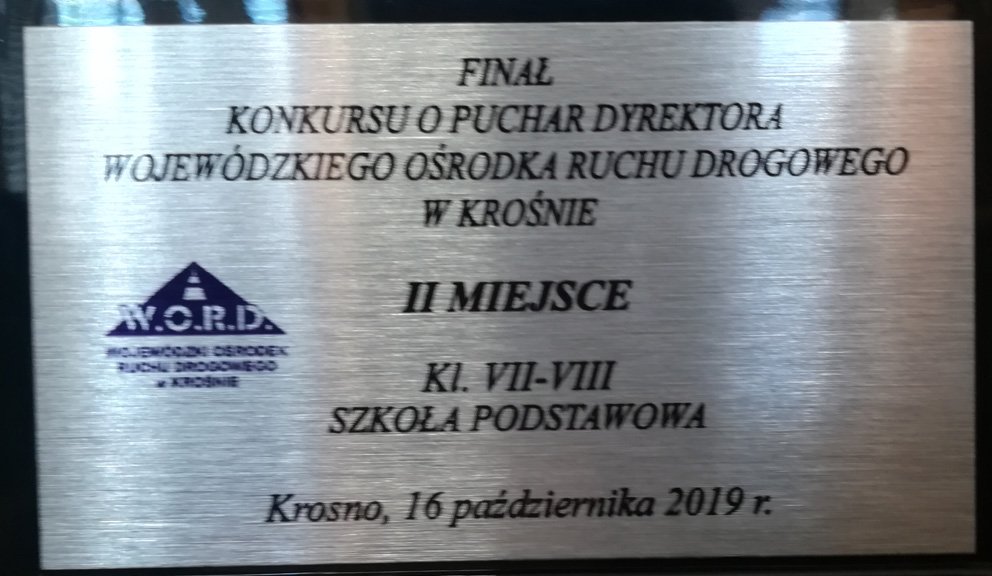 FINAŁ
KONKURSU O PUCHAR DYREKTORA
WOJEWÓDZKIEGO OŚRODKA RUCHU DROGOWEGO
W KROŚNIE
II MIEJSCE
W.O.R.D.
WOJEWÓDZKI OŚRODEK
RUCHU DROGOWEGO
w KROŚNIE
Kl. VII-VIII
SZKOŁA PODSTAWOWA
Krosno, 16 października 2019 r.